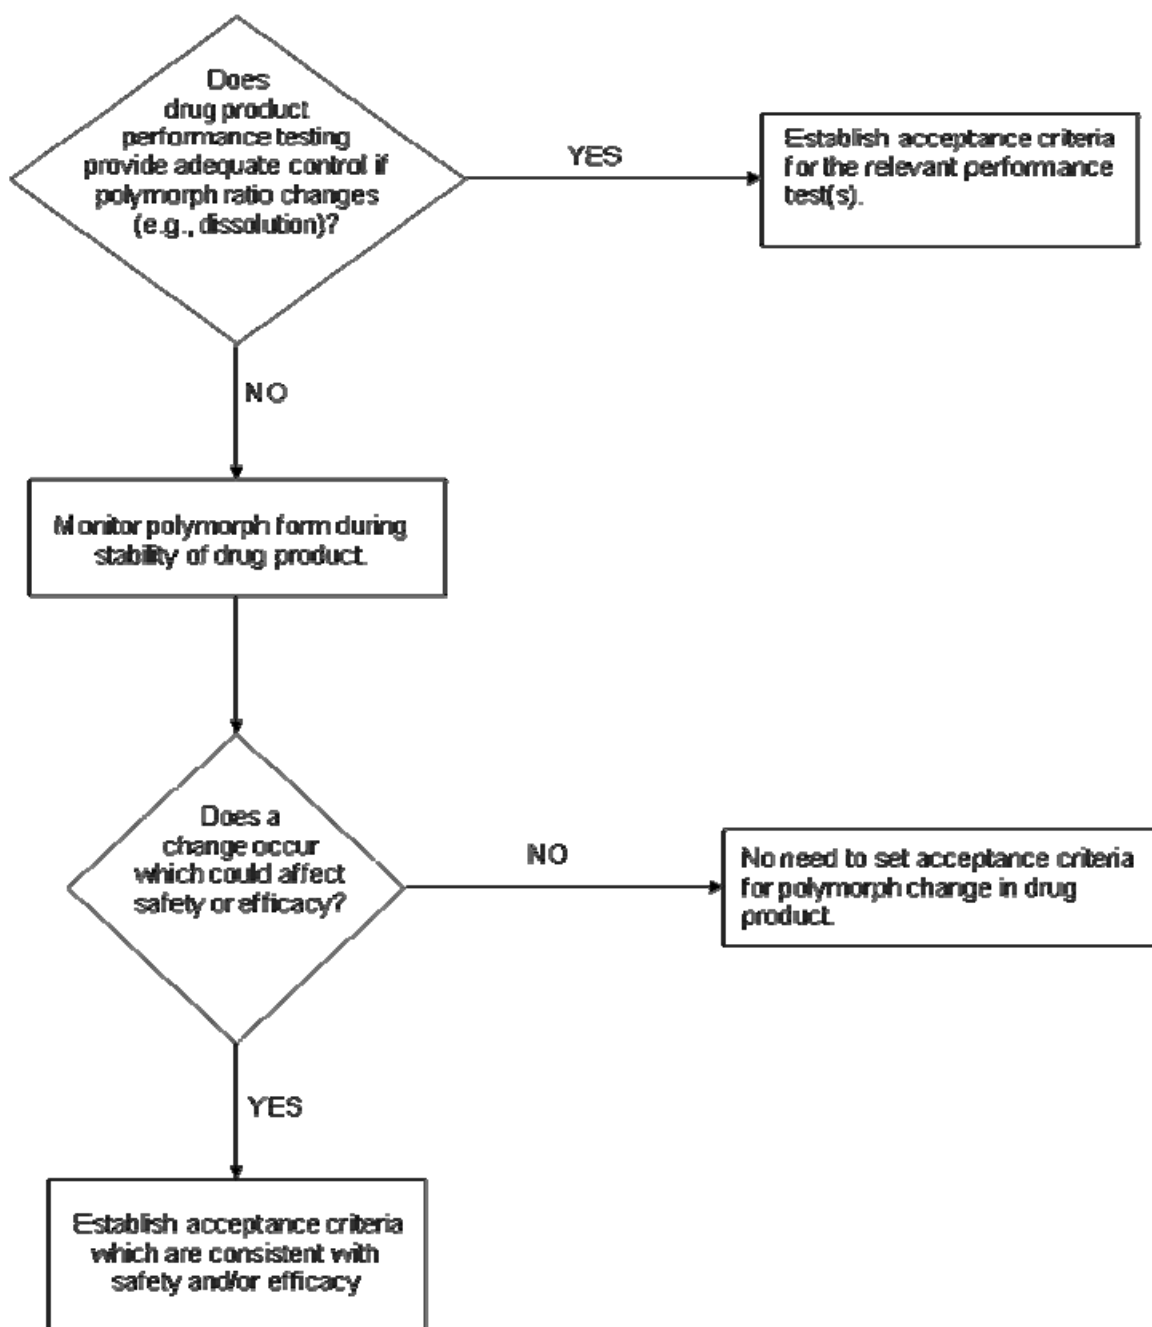 Does
drug product
performance testing
provide adequate control if
polymorph ratio changes
(e.g., dissolution)?
YES
Establish acceptance criteria
for the relevant performance
test(s).
NO
Monitor polymorph form during
stability of drug product.
Does a
change occur
which could affect
safety or efficacy?
NO
No need to set acceptance criteria
for polymorph change in drug
product.
YES
Establish acceptance criteria
which are consistent with
safety and/or efficacy